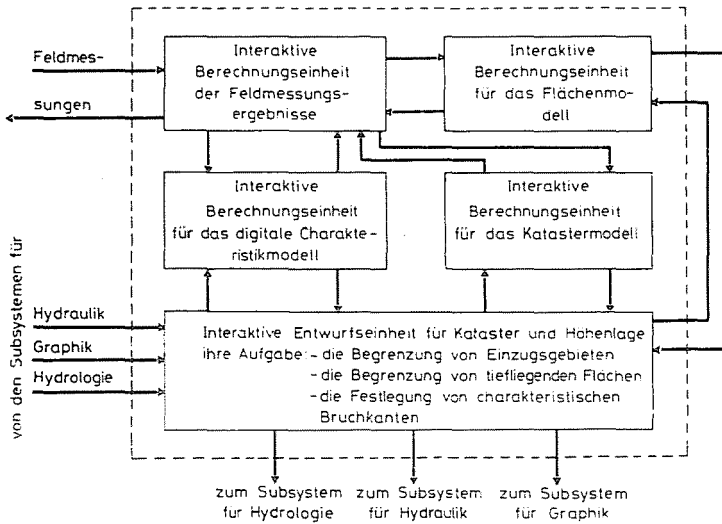 Feldmes-
sungen
Interaktive
Berechnungseinheit
der Feldmessungs-
ergebnisse
Interaktive
Berechnungseinheit
für das Flächenmo-
dell
Interaktive
Berechnungseinheit
für das digitale Charakte-
ristikmodell
Interaktive
Berechnungseinheit
für das Katastermodell
von den Subsystemen für
Hydraulik
Graphik
Hydrologie
Interaktive Entwurfseinheit für Kataster und Höhenlage
ihre Aufgabe:- die Begrenzung von Einzugsgebieten
- die Begrenzung von tiefliegenden Flächen
- die Festlegung von charakteristischen
Bruchkanten
zum Subsystem
für Hydrologie
zum Subsystem
für Hydraulik
zum Subsystem
für Graphik